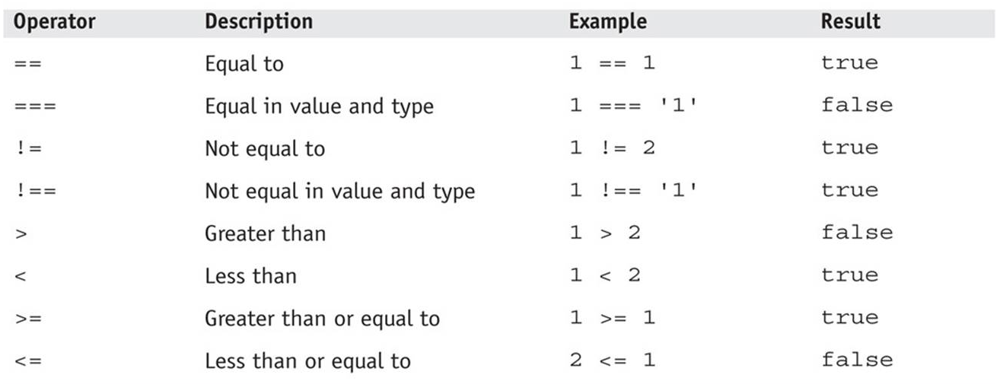 Operator Description Example Result
== Equal to 1 == 1 true
=== Equal in value and type 1 === '1' false
!= Not equal to 1 != 2 true
!== Not equal in value and type 1 !== '1' true
> Greater than 1 > 2 false
< Less than 1 < 2 true
>= Greater than or equal to 1 >= 1 true
<= Less than or equal to 2 <= 1 false